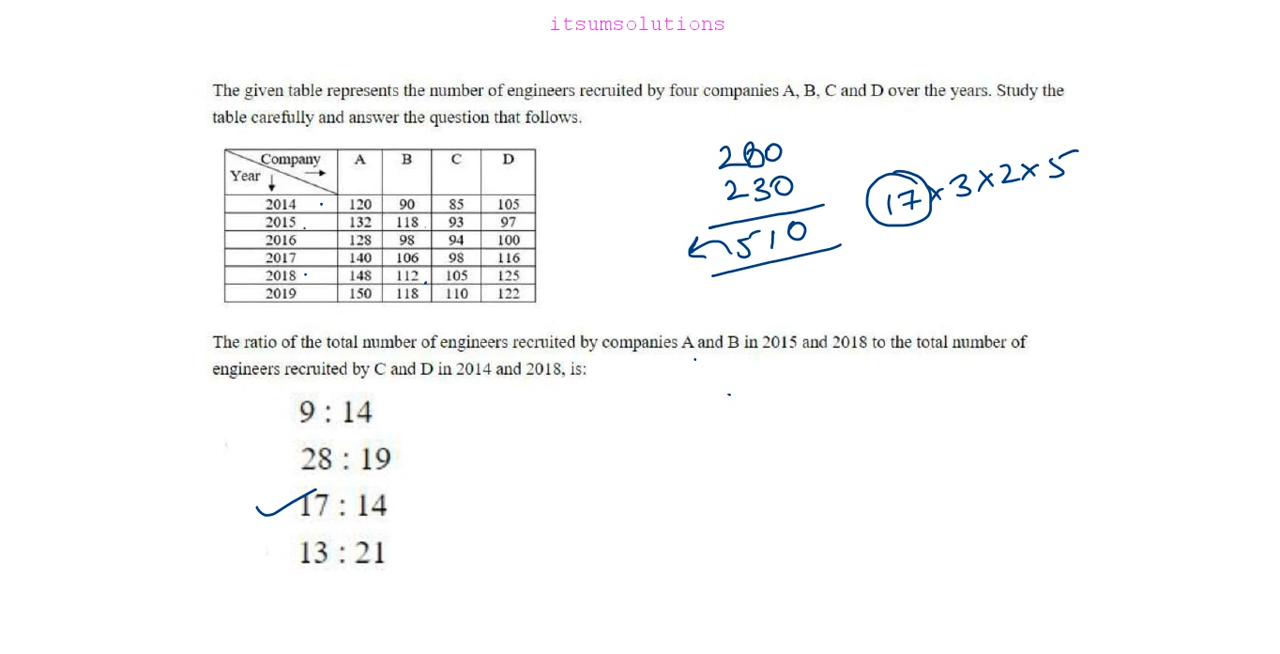 itsumsolutions
The given table represents the number of engineers recruited by four companies A, B, C and D over the years. Study the
table carefully and answer the question that follows.
Company A B C D
Year
2014 120 90 85 105
2015 132 118 93 97
2016 128 98 94 100
2017 140 106 98 116
2018 148 112 105 125
2019 150 118 110 122
280
230
510
17 × 3 × 2 × 5
The ratio of the total number of engineers recruited by companies A and B in 2015 and 2018 to the total number of
engineers recruited by C and D in 2014 and 2018, is:
9 : 14
28 : 19
17 : 14
13 : 21